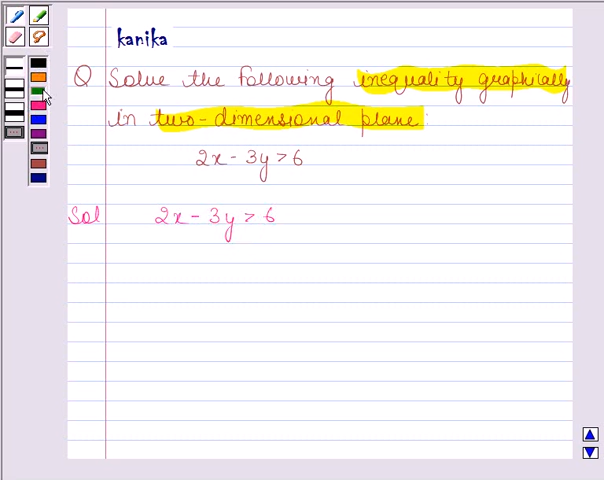 kanika
Q Solve the following inequality graphically
in two-dimensional plane:
2x - 3y > 6
Sol 2x - 3y > 6